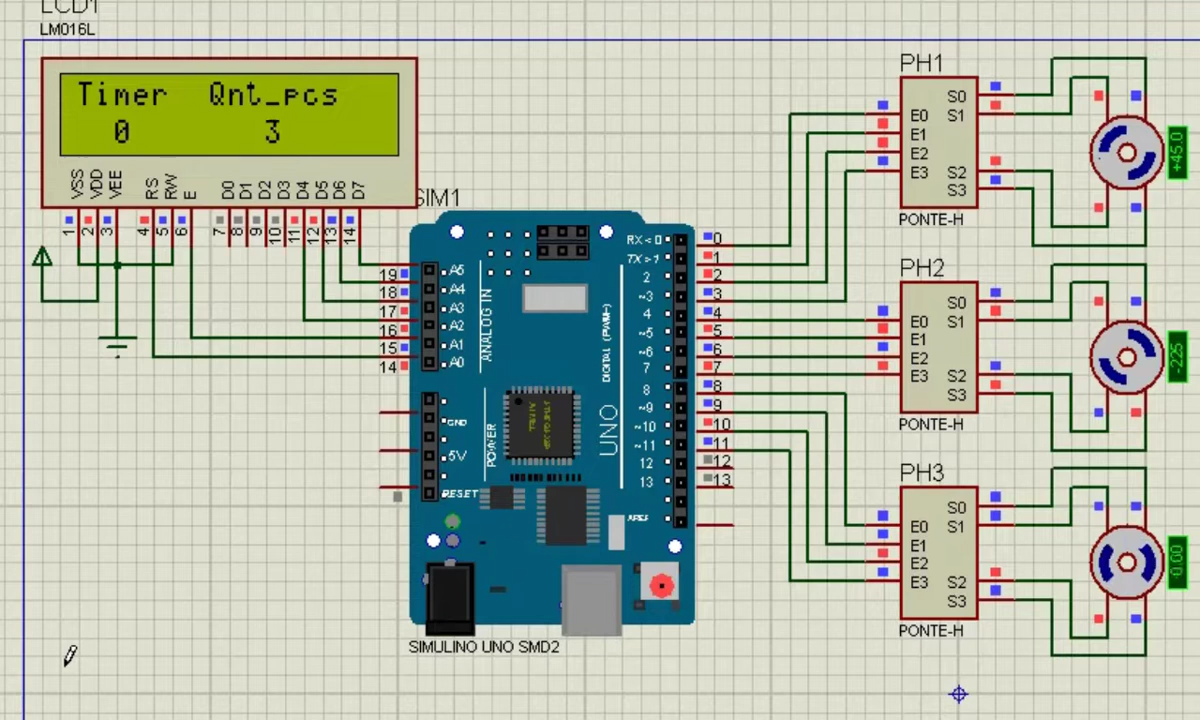 LCD1
LM016L
Timer Qnt_pcs
0 3
VSS VDD VEE RS RW E D0 D1 D2 D3 D4 D5 D6 D7
1 2 3 4 5 6 7 8 9 10 11 12 13 14
SIM1
19 A5
18 A4
17 A3
16 A2
15 A1
14 A0
ANALOG IN
GND
5V
POWER
RESET
RX<0 0
TX>1 1
2 2
~3 3
4 4
~5 5
~6 6
7 7
8 8
~9 9
~10 10
~11 11
12 12
13 13
AREF
DIGITAL (PWM~)
UNO
SIMULINO UNO SMD2
PH1
E0
E1
E2
E3
S0
S1
S2
S3
PONTE-H
+45.0
PH2
E0
E1
E2
E3
S0
S1
S2
S3
PONTE-H
-225
PH3
E0
E1
E2
E3
S0
S1
S2
S3
PONTE-H
-0.00